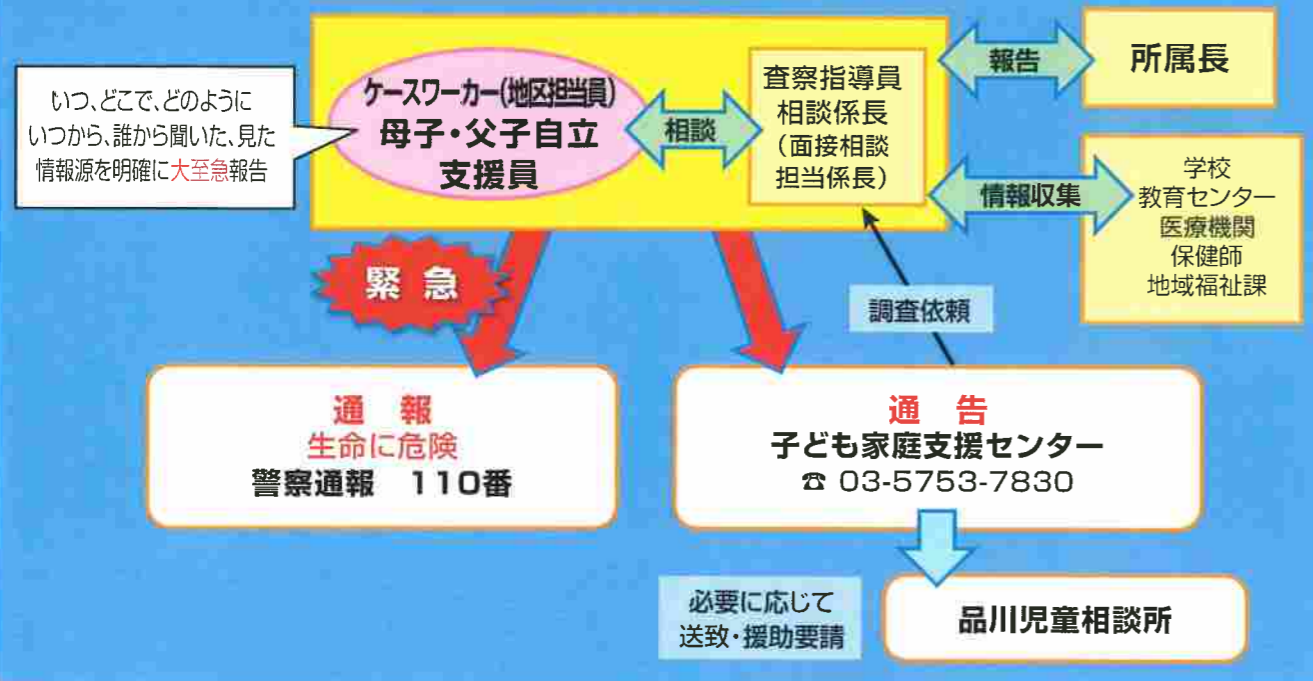 いつ、どこで、どのように
いつから、誰から聞いた、見た
情報源を明確に大至急報告
ケースワーカー(地区担当員)
母子・父子自立
支援員
相談
査察指導員
相談係長
(面接相談
担当係長)
報告
所属長
情報収集
学校
教育センター
医療機関
保健師
地域福祉課
緊急
調査依頼
通 報
生命に危険
警察通報 110番
通 告
子ども家庭支援センター
☎ 03-5753-7830
必要に応じて
送致・援助要請
品川児童相談所